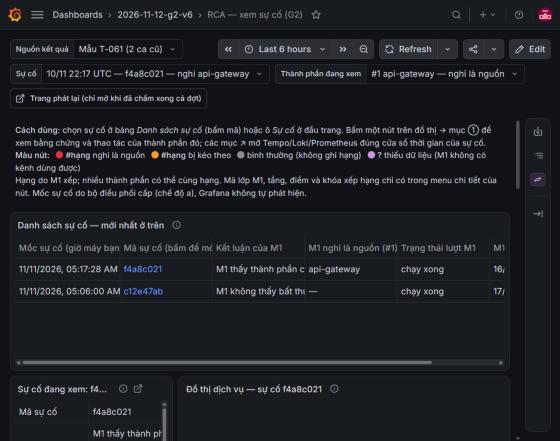 Dashboards › 2026-11-12-g2-v6 › RCA — xem sự cố (G2)
Nguồn kết quả Mẫu T-061 (2 ca cũ) Last 6 hours Refresh Edit
Sự cố 10/11 22:17 UTC — f4a8c021 — nghi api-gateway Thành phần đang xem #1 api-gateway — nghi là nguồn
Trang phát lại (chỉ mở khi đã chấm xong cả đợt)
Cách dùng: chọn sự cố ở bảng Danh sách sự cố (bấm mã) hoặc ô Sự cố ở đầu trang. Bấm một nút trên đồ thị → mục ① để
xem bằng chứng và thao tác của thành phần đó; các mục ↗ mở Tempo/Loki/Prometheus đúng cửa sổ thời gian của sự cố.
Màu nút: #hạng nghi là nguồn #hạng bị kéo theo bình thường (không ghi hạng) ? thiếu dữ liệu (M1 không có
kênh dùng được)
Hạng do M1 xếp; nhiều thành phần có thể cùng hạng. Mã lớp M1, tầng, điểm và khóa xếp hạng chỉ có trong menu chi tiết của
nút. Mốc sự cố do bộ điều phối cấp (chế độ a), Grafana không tự phát hiện.
Danh sách sự cố — mới nhất ở trên
Mốc sự cố (giờ máy bạn Mã sự cố (bấm để mở Kết luận của M1 M1 nghi là nguồn (#1) Trạng thái lượt M1 M1
11/11/2026, 05:17:28 AM f4a8c021 M1 thấy thành phần c api-gateway chạy xong 16/
11/11/2026, 05:06:00 AM c12e47ab M1 không thấy bất thu — chạy xong 17/
Sự cố đang xem: f4... Đồ thị dịch vụ — sự cố f4a8c021
Mã sự cố f4a8c021
M1 thấy thành ph